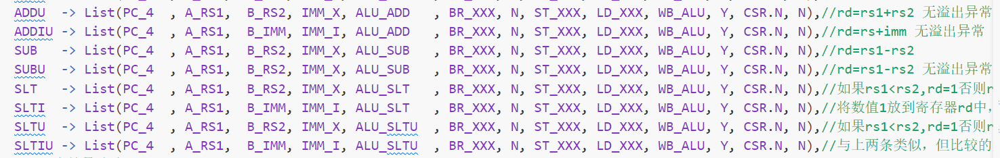 ADDU -> List(PC_4 , A_RS1, B_RS2, IMM_X, ALU_ADD , BR_XXX, N, ST_XXX, LD_XXX, WB_ALU, Y, CSR.N, N),//rd=rs1+rs2 无溢出异常
ADDIU -> List(PC_4 , A_RS1, B_IMM, IMM_I, ALU_ADD , BR_XXX, N, ST_XXX, LD_XXX, WB_ALU, Y, CSR.N, N),//rd=rs+imm 无溢出异常
SUB -> List(PC_4 , A_RS1, B_RS2, IMM_X, ALU_SUB , BR_XXX, N, ST_XXX, LD_XXX, WB_ALU, Y, CSR.N, N),//rd=rs1-rs2
SUBU -> List(PC_4 , A_RS1, B_RS2, IMM_X, ALU_SUB , BR_XXX, N, ST_XXX, LD_XXX, WB_ALU, Y, CSR.N, N),//rd=rs1-rs2 无溢出异常
SLT -> List(PC_4 , A_RS1, B_RS2, IMM_X, ALU_SLT , BR_XXX, N, ST_XXX, LD_XXX, WB_ALU, Y, CSR.N, N),//如果rs1<rs2,rd=1否则r
SLTI -> List(PC_4 , A_RS1, B_IMM, IMM_I, ALU_SLT , BR_XXX, N, ST_XXX, LD_XXX, WB_ALU, Y, CSR.N, N),//将数值1放到寄存器rd中,
SLTU -> List(PC_4 , A_RS1, B_RS2, IMM_X, ALU_SLTU , BR_XXX, N, ST_XXX, LD_XXX, WB_ALU, Y, CSR.N, N),//如果rs1<rs2,rd=1否则r
SLTIU -> List(PC_4 , A_RS1, B_IMM, IMM_I, ALU_SLTU , BR_XXX, N, ST_XXX, LD_XXX, WB_ALU, Y, CSR.N, N),//与上两条类似,但比较的